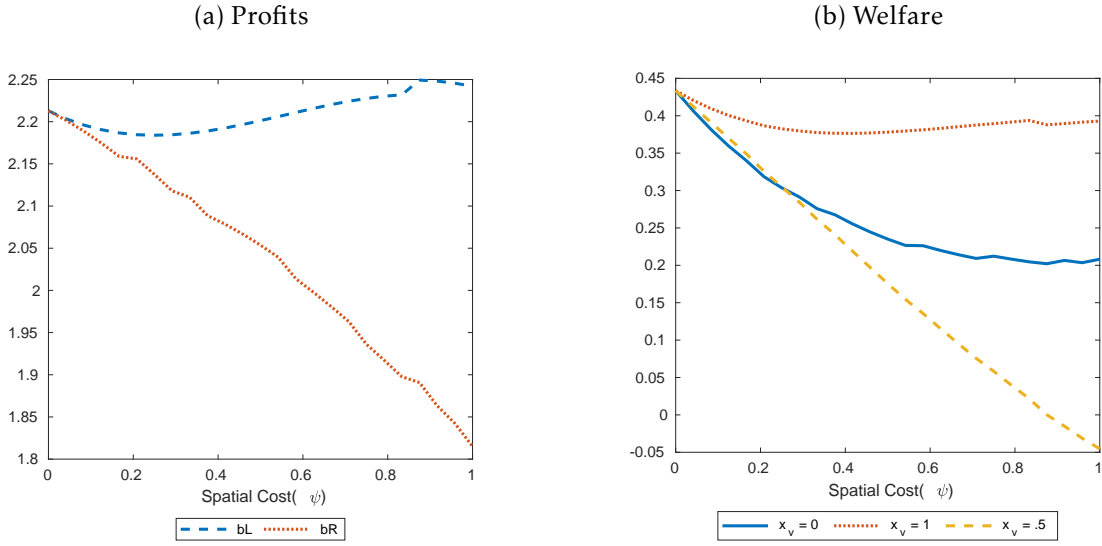 (a) Profits
2.25
2.2
2.15
2.1
2.05
2
1.95
1.9
1.85
1.8
0 0.2 0.4 0.6 0.8 1
Spatial Cost( ψ)
bL bR
(b) Welfare
0.45
0.4
0.35
0.3
0.25
0.2
0.15
0.1
0.05
0
-0.05
0 0.2 0.4 0.6 0.8 1
Spatial Cost( ψ)
x_v = 0 x_v = 1 x_v = .5